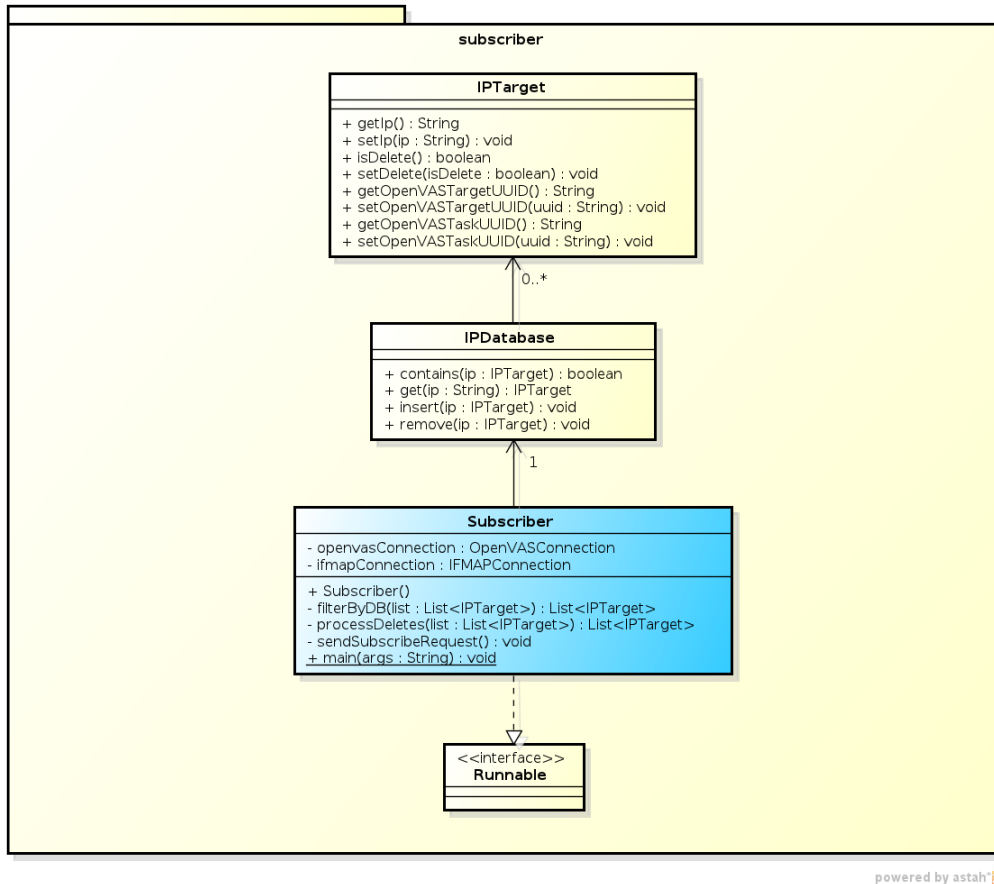 subscriber
IPTarget
+ getIp() : String
+ setIp(ip : String) : void
+ isDelete() : boolean
+ setDelete(isDelete : boolean) : void
+ getOpenVASTargetUUID() : String
+ setOpenVASTargetUUID(uuid : String) : void
+ getOpenVASTaskUUID() : String
+ setOpenVASTaskUUID(uuid : String) : void
0..*
IPDatabase
+ contains(ip : IPTarget) : boolean
+ get(ip : String) : IPTarget
+ insert(ip : IPTarget) : void
+ remove(ip : IPTarget) : void
1
Subscriber
- openvasConnection : OpenVASConnection
- ifmapConnection : IFMAPConnection
+ Subscriber()
- filterByDB(list : List<IPTarget>) : List<IPTarget>
- processDeletes(list : List<IPTarget>) : List<IPTarget>
- sendSubscribeRequest() : void
+ main(args : String) : void
<<interface>>
Runnable
powered by astah*